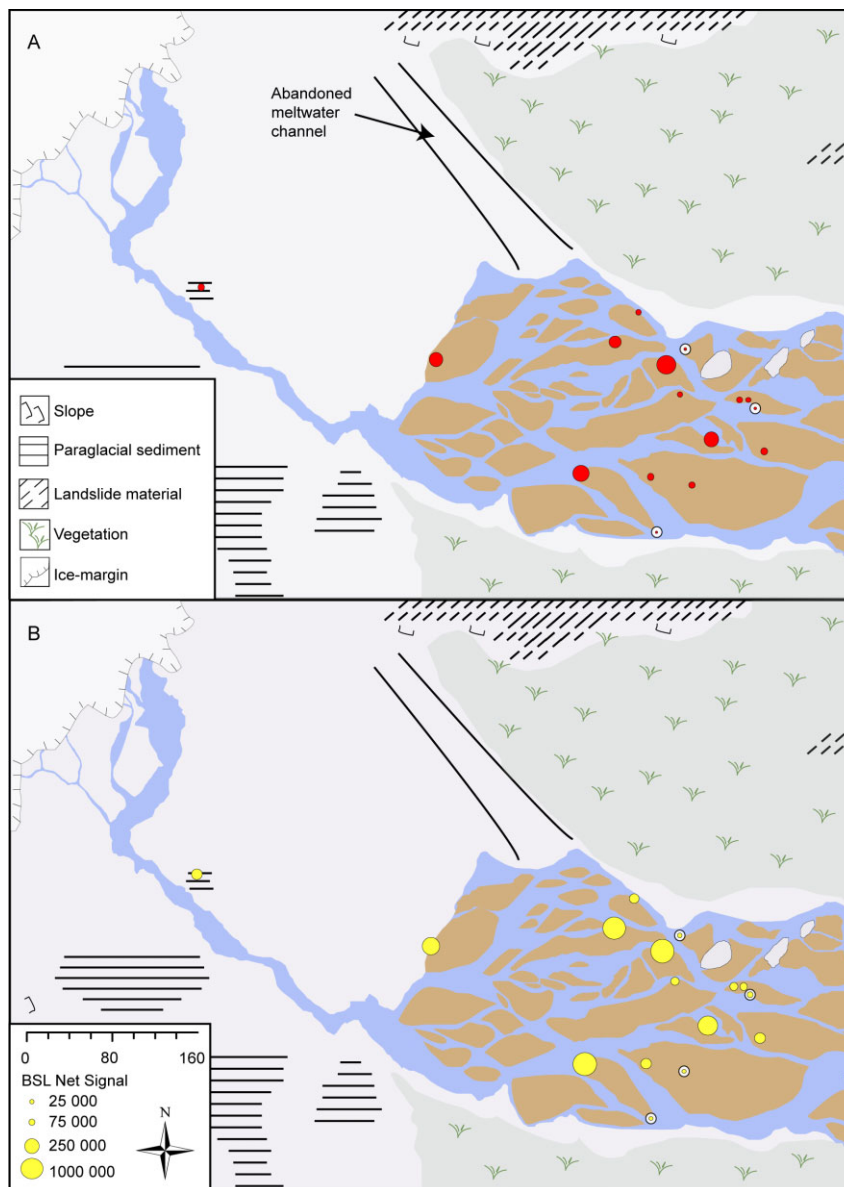 A
Abandoned
meltwater
channel
Slope
Paraglacial sediment
Landslide material
Vegetation
Ice-margin
B
0 80 160
BSL Net Signal
25 000
75 000
250 000
1000 000
N